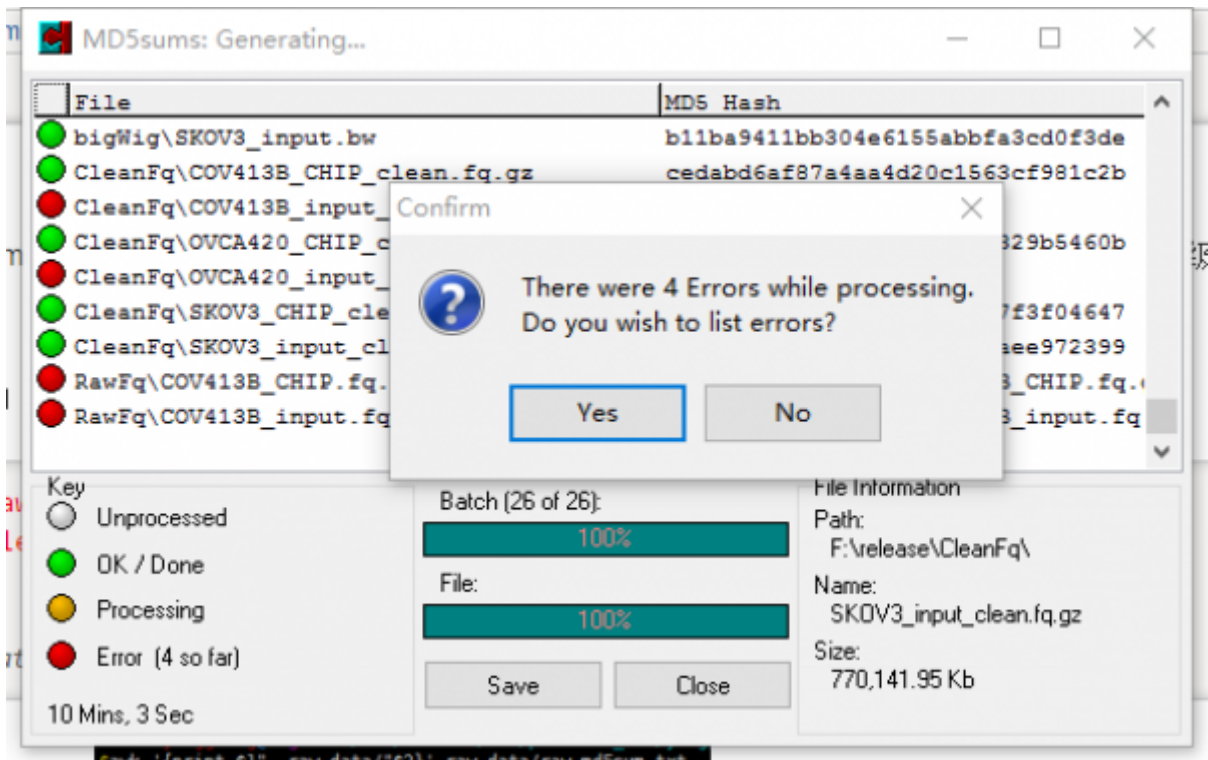 MD5sums: Generating...
File MD5 Hash
bigWig\SKOV3_input.bw b11ba9411bb304e6155abbfa3cd0f3de
CleanFq\COV413B_CHIP_clean.fq.gz cedabd6af87a4aa4d20c1563cf981c2b
CleanFq\COV413B_input_
CleanFq\OVCA420_CHIP_c 329b5460b
CleanFq\OVCA420_input_
CleanFq\SKOV3_CHIP_cle 7f3f04647
CleanFq\SKOV3_input_cl aee972399
RawFq\COV413B_CHIP.fq. 3_CHIP.fq.
RawFq\COV413B_input.fq 3_input.fq
Confirm
There were 4 Errors while processing.
Do you wish to list errors?
Yes No
Key
Unprocessed
OK / Done
Processing
Error (4 so far)
10 Mins, 3 Sec
Batch (26 of 26):
100%
File:
100%
Save Close
File Information
Path:
F:\release\CleanFq\
Name:
SKOV3_input_clean.fq.gz
Size:
770,141.95 Kb